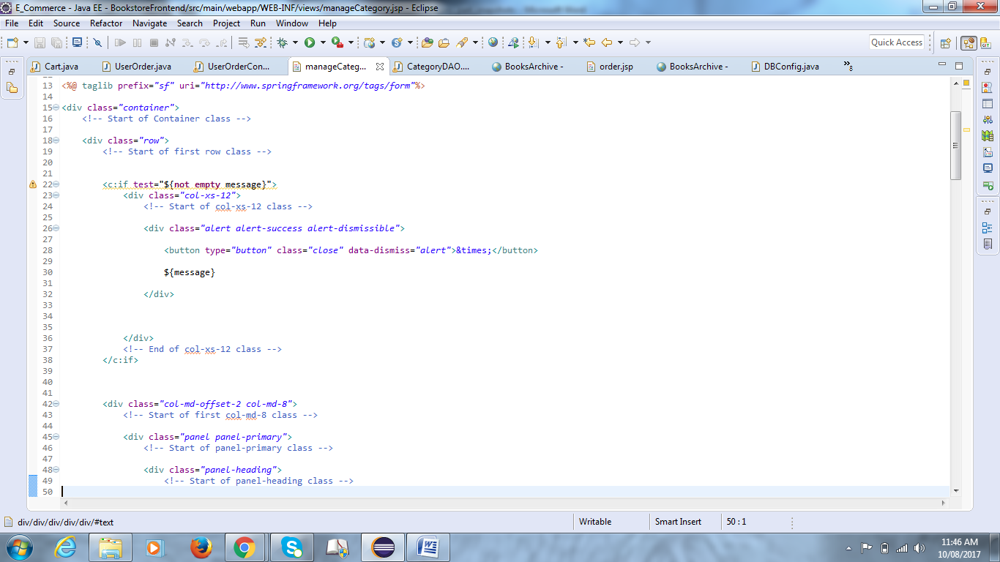 E_Commerce - Java EE - BookstoreFrontend/src/main/webapp/WEB-INF/views/manageCategory.jsp - Eclipse
File Edit Source Refactor Navigate Search Project Run Window Help
Quick Access
Cart.java UserOrder.java UserOrderCon... manageCateg... CategoryDAO.... BooksArchive - order.jsp BooksArchive - DBConfig.java »8
13 <%@ taglib prefix="sf" uri="http://www.springframework.org/tags/form"%>
14
15 <div class="container">
16 <!-- Start of Container class -->
17
18 <div class="row">
19 <!-- Start of first row class -->
20
21
22 <c:if test="${not empty message}">
23 <div class="col-xs-12">
24 <!-- Start of col-xs-12 class -->
25
26 <div class="alert alert-success alert-dismissible">
27
28 <button type="button" class="close" data-dismiss="alert">&times;</button>
29
30 ${message}
31
32 </div>
33
34
35
36 </div>
37 <!-- End of col-xs-12 class -->
38 </c:if>
39
40
41
42 <div class="col-md-offset-2 col-md-8">
43 <!-- Start of first col-md-8 class -->
44
45 <div class="panel panel-primary">
46 <!-- Start of panel-primary class -->
47
48 <div class="panel-heading">
49 <!-- Start of panel-heading class -->
50
div/div/div/div/div/#text Writable Smart Insert 50 : 1
11:46 AM
10/08/2017